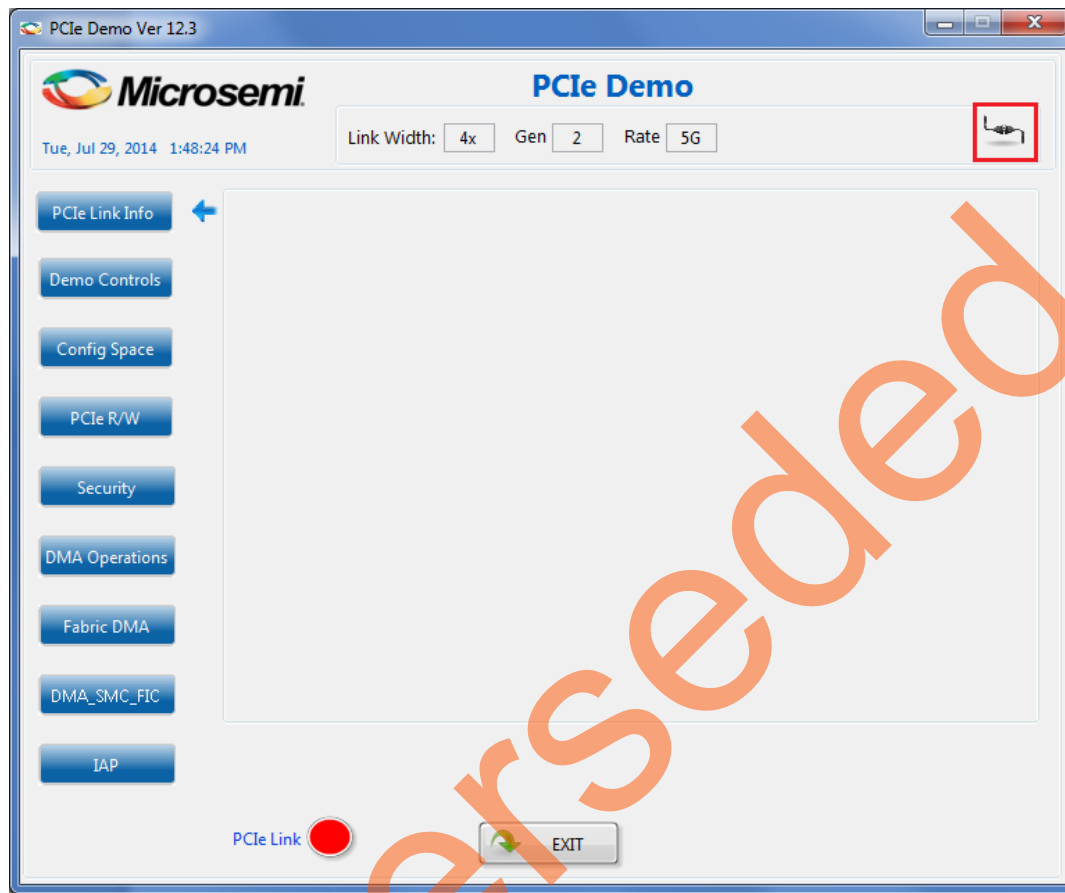 PCIe Demo Ver 12.3
Microsemi.
PCIe Demo
Tue, Jul 29, 2014 1:48:24 PM
Link Width: 4x Gen 2 Rate 5G
PCIe Link Info
Demo Controls
Config Space
PCIe R/W
Security
DMA Operations
Fabric DMA
DMA_SMC_FIC
IAP
PCIe Link
EXIT
ersed